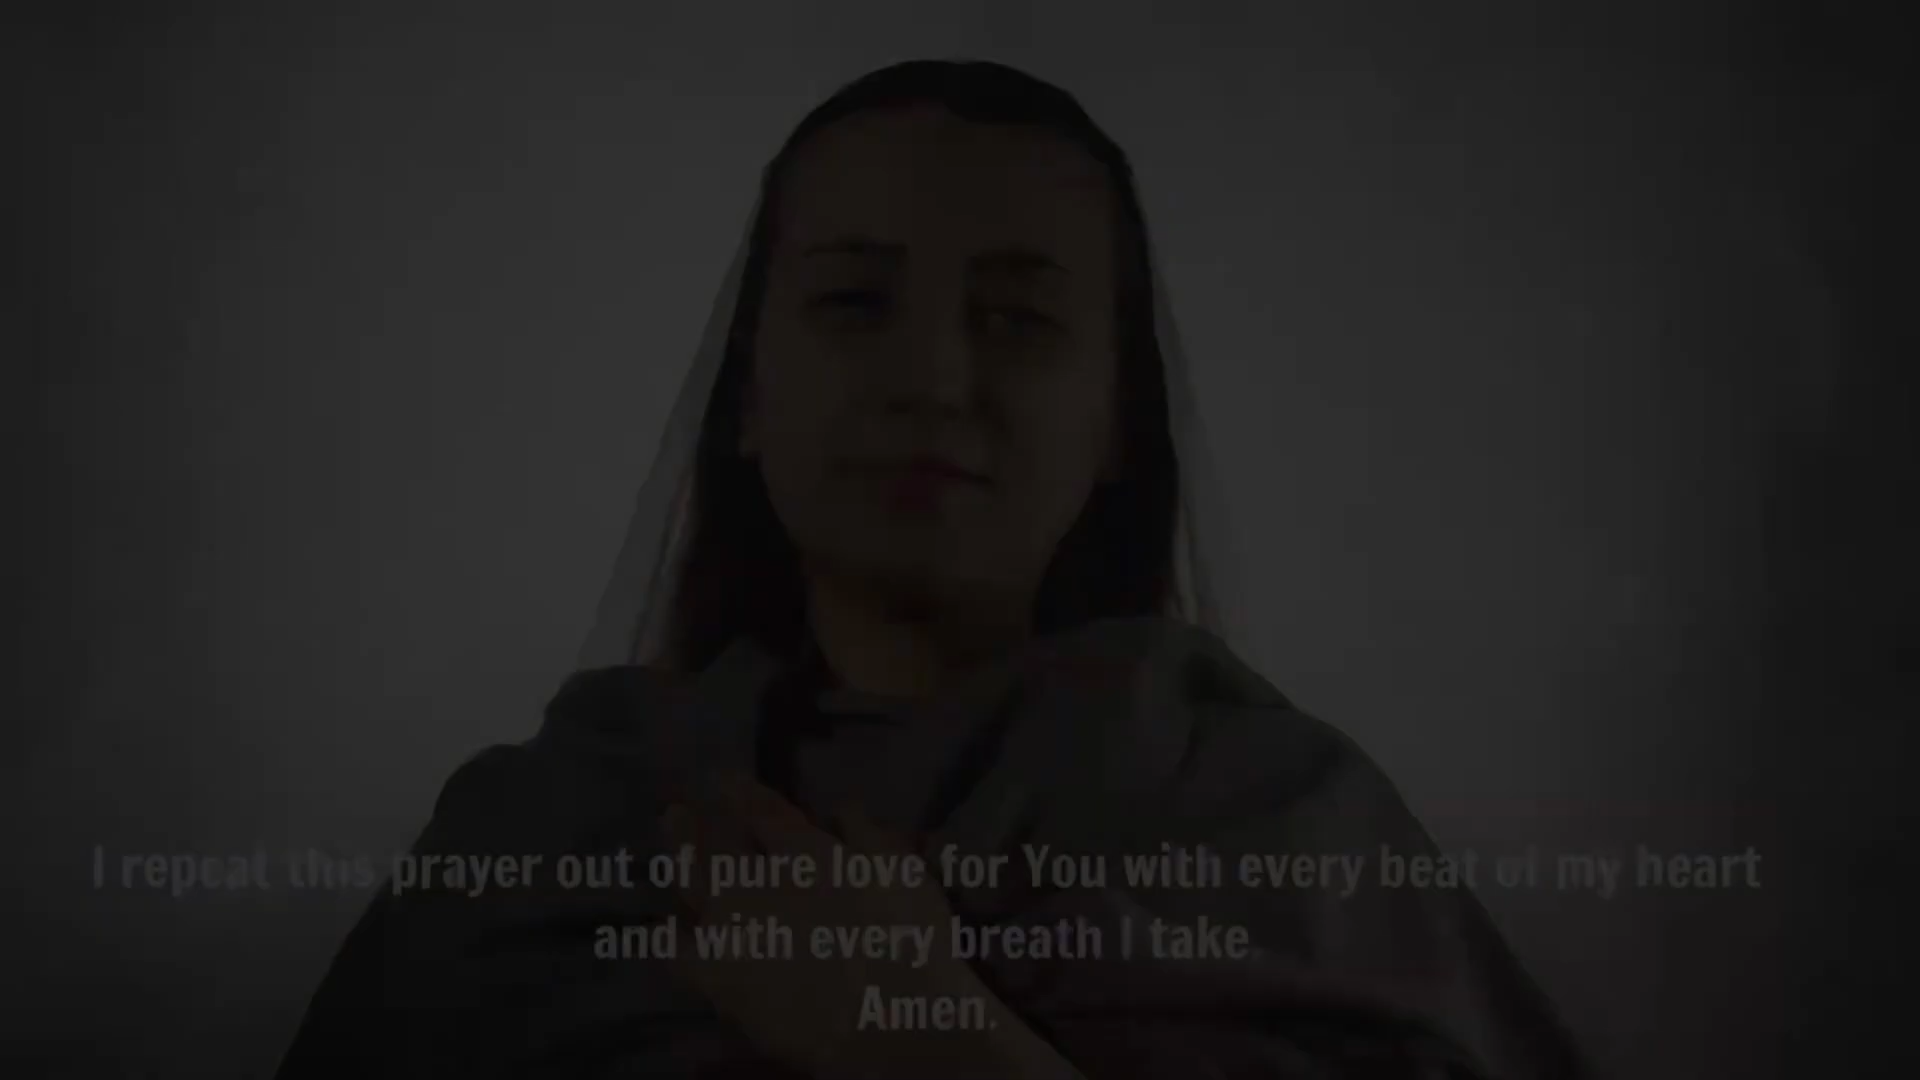 I repeat this prayer out of pure love for You with every beat of my heart
and with every breath I take.
Amen.